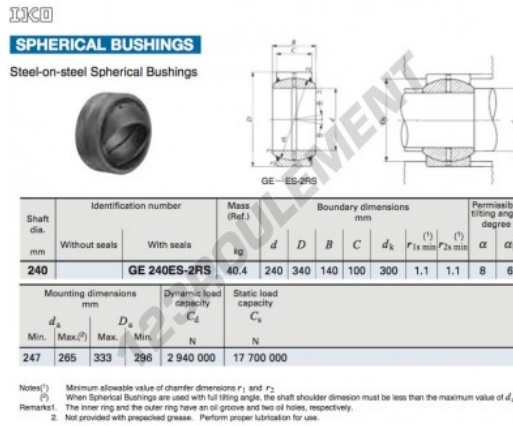 IKO
SPHERICAL BUSHINGS
Steel-on-steel Spherical Bushings
B
C
D
d
GE…ES-2RS
123ROULEMENT
Shaft dia. mm
Identification number
Without seals
With seals
Mass (Ref.) kg
Boundary dimensions mm
d D B C dk r1s min(1) r2s min(1)
Permissib tilting ang degree
α α
240 GE 240ES-2RS 40.4 240 340 140 100 300 1.1 1.1 8 6
Mounting dimensions mm
da Da
Min. Max.(2) Max. Min.
Dynamic load capacity Cd N
Static load capacity Cs N
247 265 333 296 2 940 000 17 700 000
Notes(1) Minimum allowable value of chamfer dimensions r1 and r2
(2) When Spherical Bushings are used with full tilting angle, the shaft shoulder dimesion must be less than the maximum value of da
Remarks1. The inner ring and the outer ring have an oil groove and two oil holes, respectively.
2. Not provided with prepacked grease. Perform proper lubrication for use.